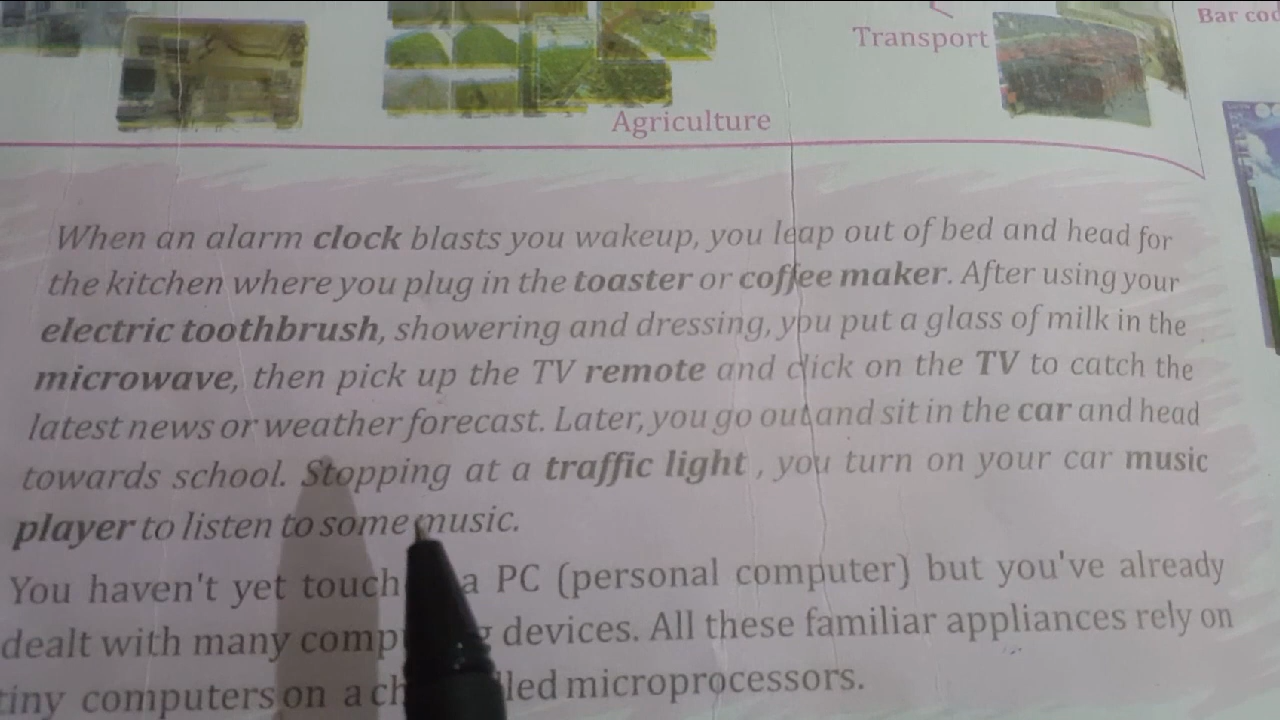 Transport
Bar
Agriculture
When an alarm clock blasts you wakeup, you leap out of bed and head for
the kitchen where you plug in the toaster or coffee maker. After using your
electric toothbrush, showering and dressing, you put a glass of milk in the
microwave, then pick up the TV remote and click on the TV to catch the
latest news or weather forecast. Later, you go out and sit in the car and head
towards school. Stopping at a traffic light , you turn on your car music
player to listen to some music.
You haven't yet a PC (personal computer) but you've already
dealt with many devices. All these familiar appliances rely on
tiny computers on a microprocessors.